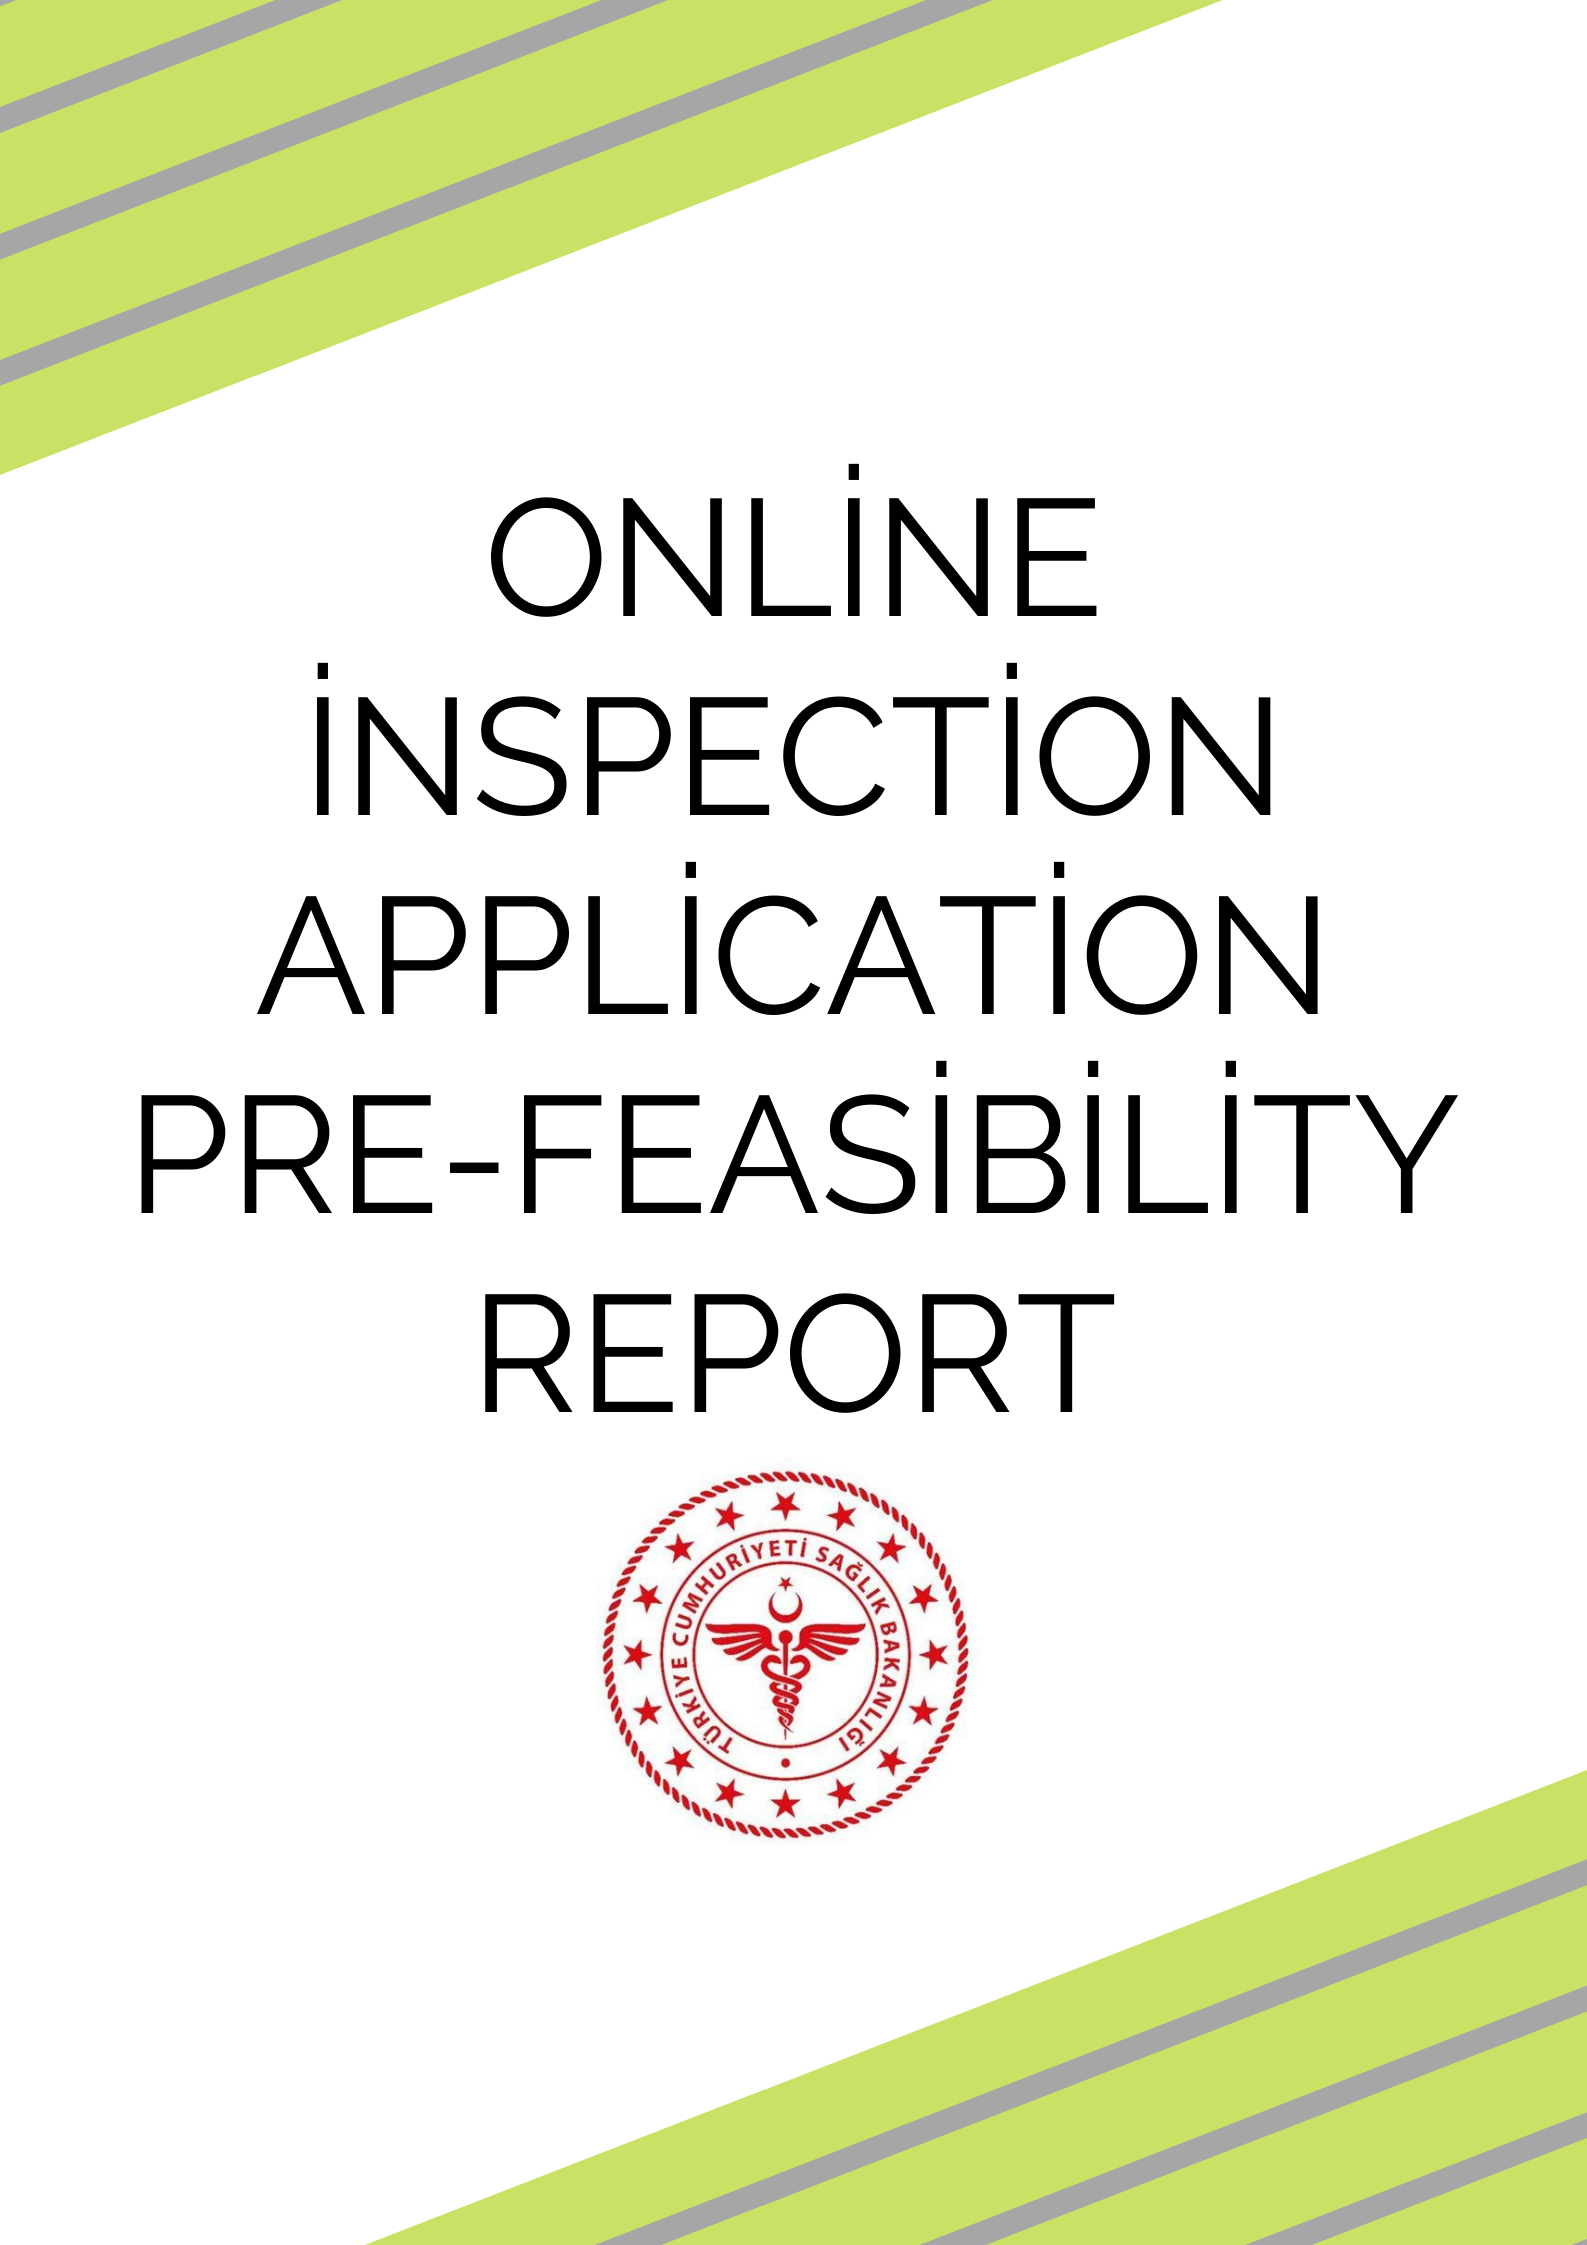 ONLİNE
İNSPECTİON
APPLİCATİON
PRE-FEASİBİLİTY
REPORT
TÜRKİYE CUMHURİYETİ SAĞLIK BAKANLIĞI